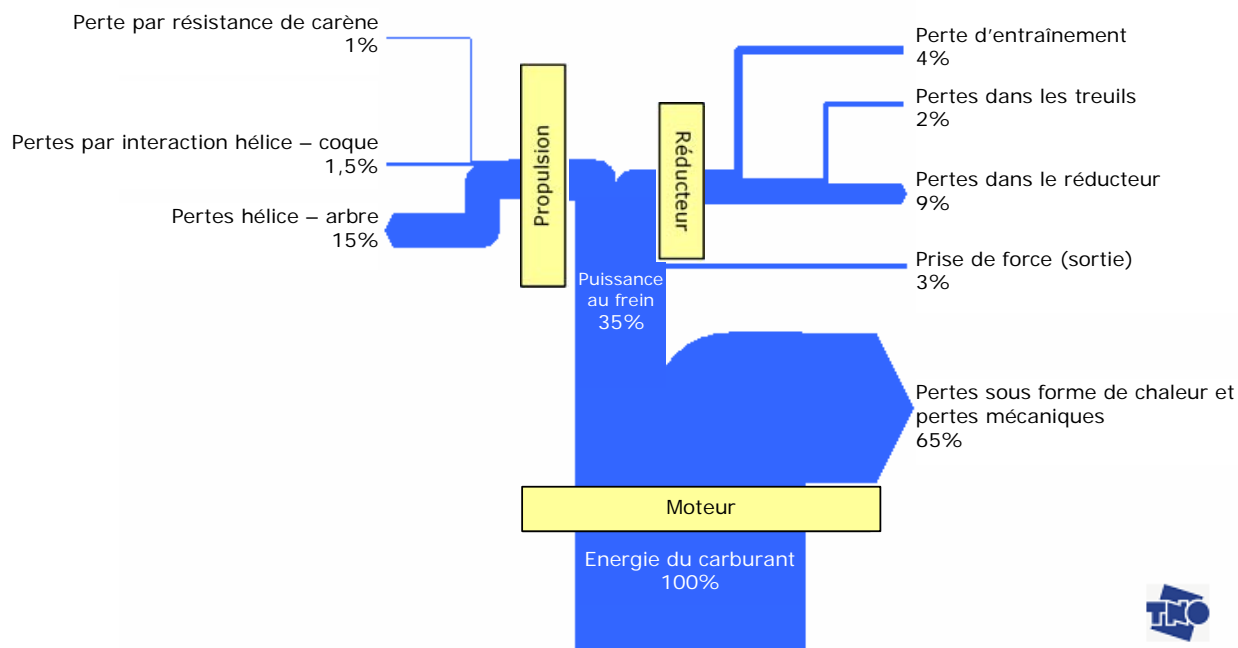 Perte par résistance de carène
1%
Pertes par interaction hélice – coque
1,5%
Pertes hélice – arbre
15%
Propulsion
Réducteur
Perte d'entraînement
4%
Pertes dans les treuils
2%
Pertes dans le réducteur
9%
Prise de force (sortie)
3%
Puissance
au frein
35%
Pertes sous forme de chaleur et
pertes mécaniques
65%
Moteur
Energie du carburant
100%
TNO